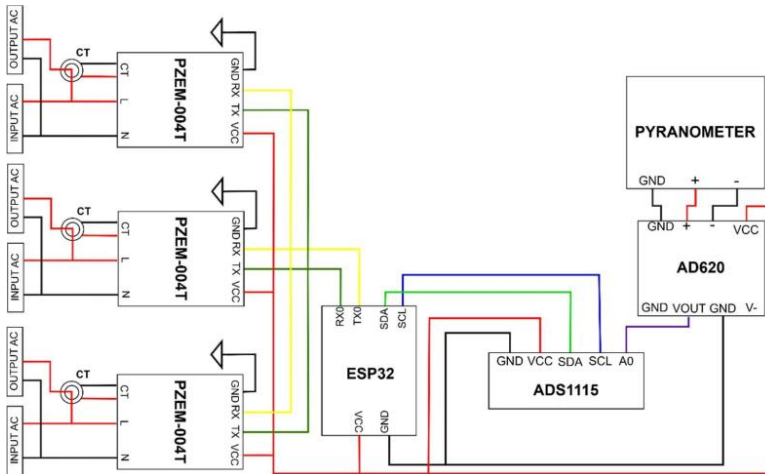 OUTPUT AC
INPUT AC
CT
CT
L
N
PZEM-004T
GND
RX
TX
VCC
OUTPUT AC
INPUT AC
CT
CT
L
N
PZEM-004T
GND
RX
TX
VCC
OUTPUT AC
INPUT AC
CT
CT
L
N
PZEM-004T
GND
RX
TX
VCC
RX0
TX0
SDA
SCL
ESP32
VCC
GND
GND VCC SDA SCL A0
ADS1115
PYRANOMETER
GND + -
GND + - VCC
AD620
GND VOUT GND V-